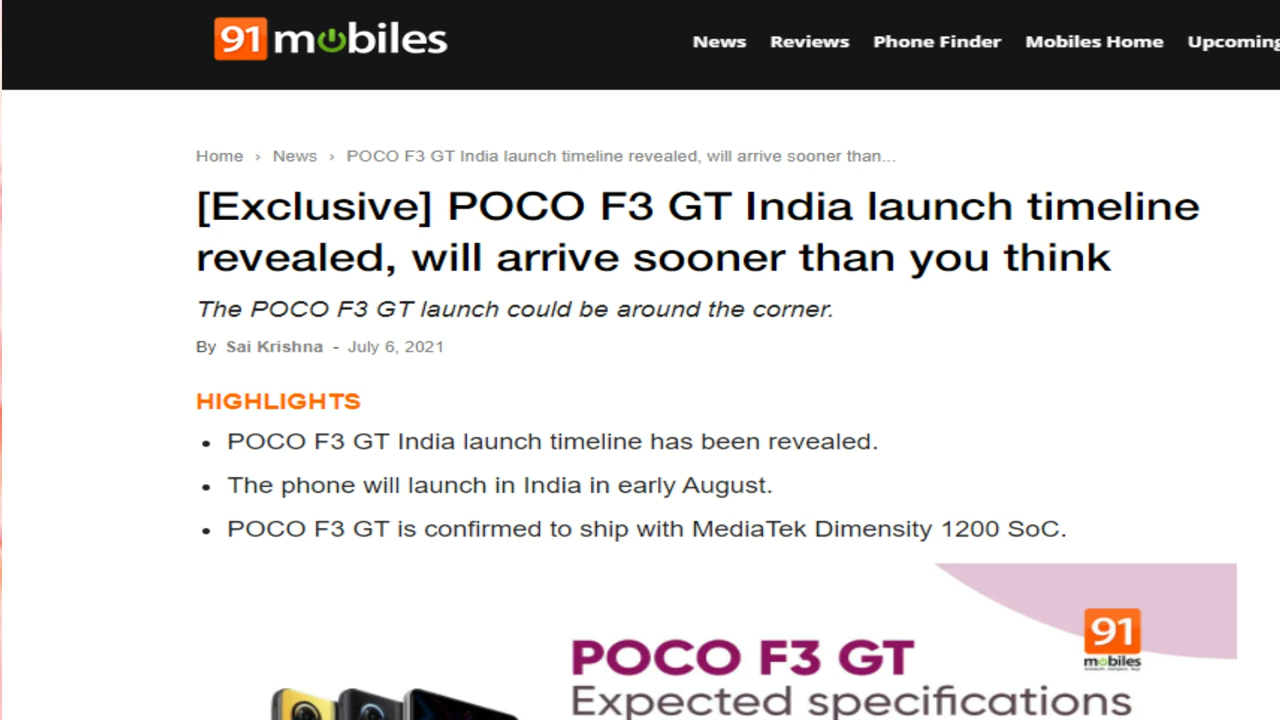 91 mobiles
News Reviews Phone Finder Mobiles Home Upcoming
Home › News › POCO F3 GT India launch timeline revealed, will arrive sooner than...
[Exclusive] POCO F3 GT India launch timeline
revealed, will arrive sooner than you think
The POCO F3 GT launch could be around the corner.
By Sai Krishna - July 6, 2021
HIGHLIGHTS
• POCO F3 GT India launch timeline has been revealed.
• The phone will launch in India in early August.
• POCO F3 GT is confirmed to ship with MediaTek Dimensity 1200 SoC.
91
mobiles
POCO F3 GT
Expected specifications